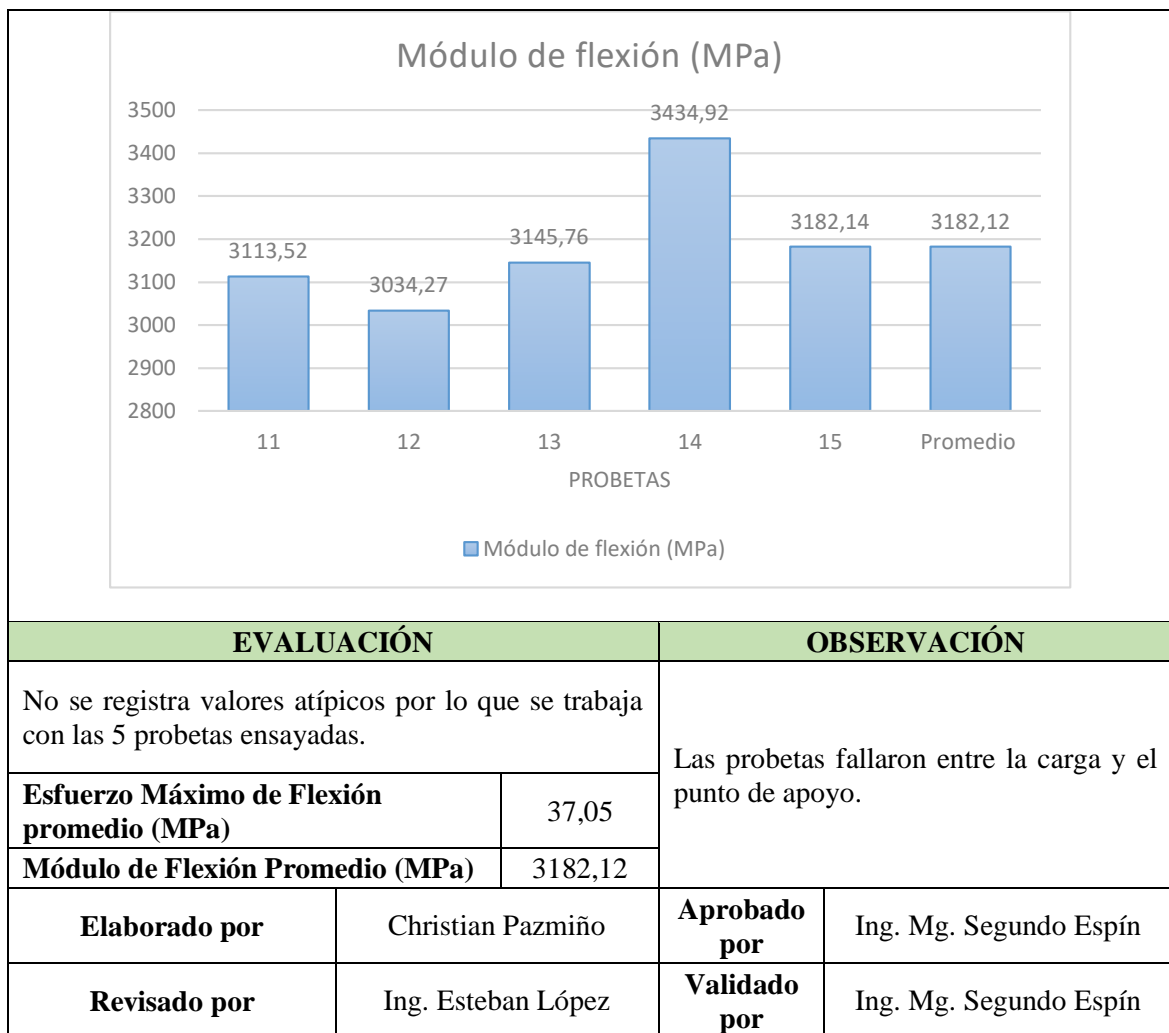 Módulo de flexión (MPa)
3500
3400
3300
3200
3100
3000
2900
2800
3113,52
3034,27
3145,76
3434,92
3182,14
3182,12
11
12
13
14
15
Promedio
PROBETAS
Módulo de flexión (MPa)
EVALUACIÓN
OBSERVACIÓN
No se registra valores atípicos por lo que se trabaja
con las 5 probetas ensayadas.
Las probetas fallaron entre la carga y el
punto de apoyo.
Esfuerzo Máximo de Flexión
promedio (MPa)
37,05
Módulo de Flexión Promedio (MPa)
3182,12
Elaborado por
Christian Pazmiño
Aprobado
por
Ing. Mg. Segundo Espín
Revisado por
Ing. Esteban López
Validado
por
Ing. Mg. Segundo Espín